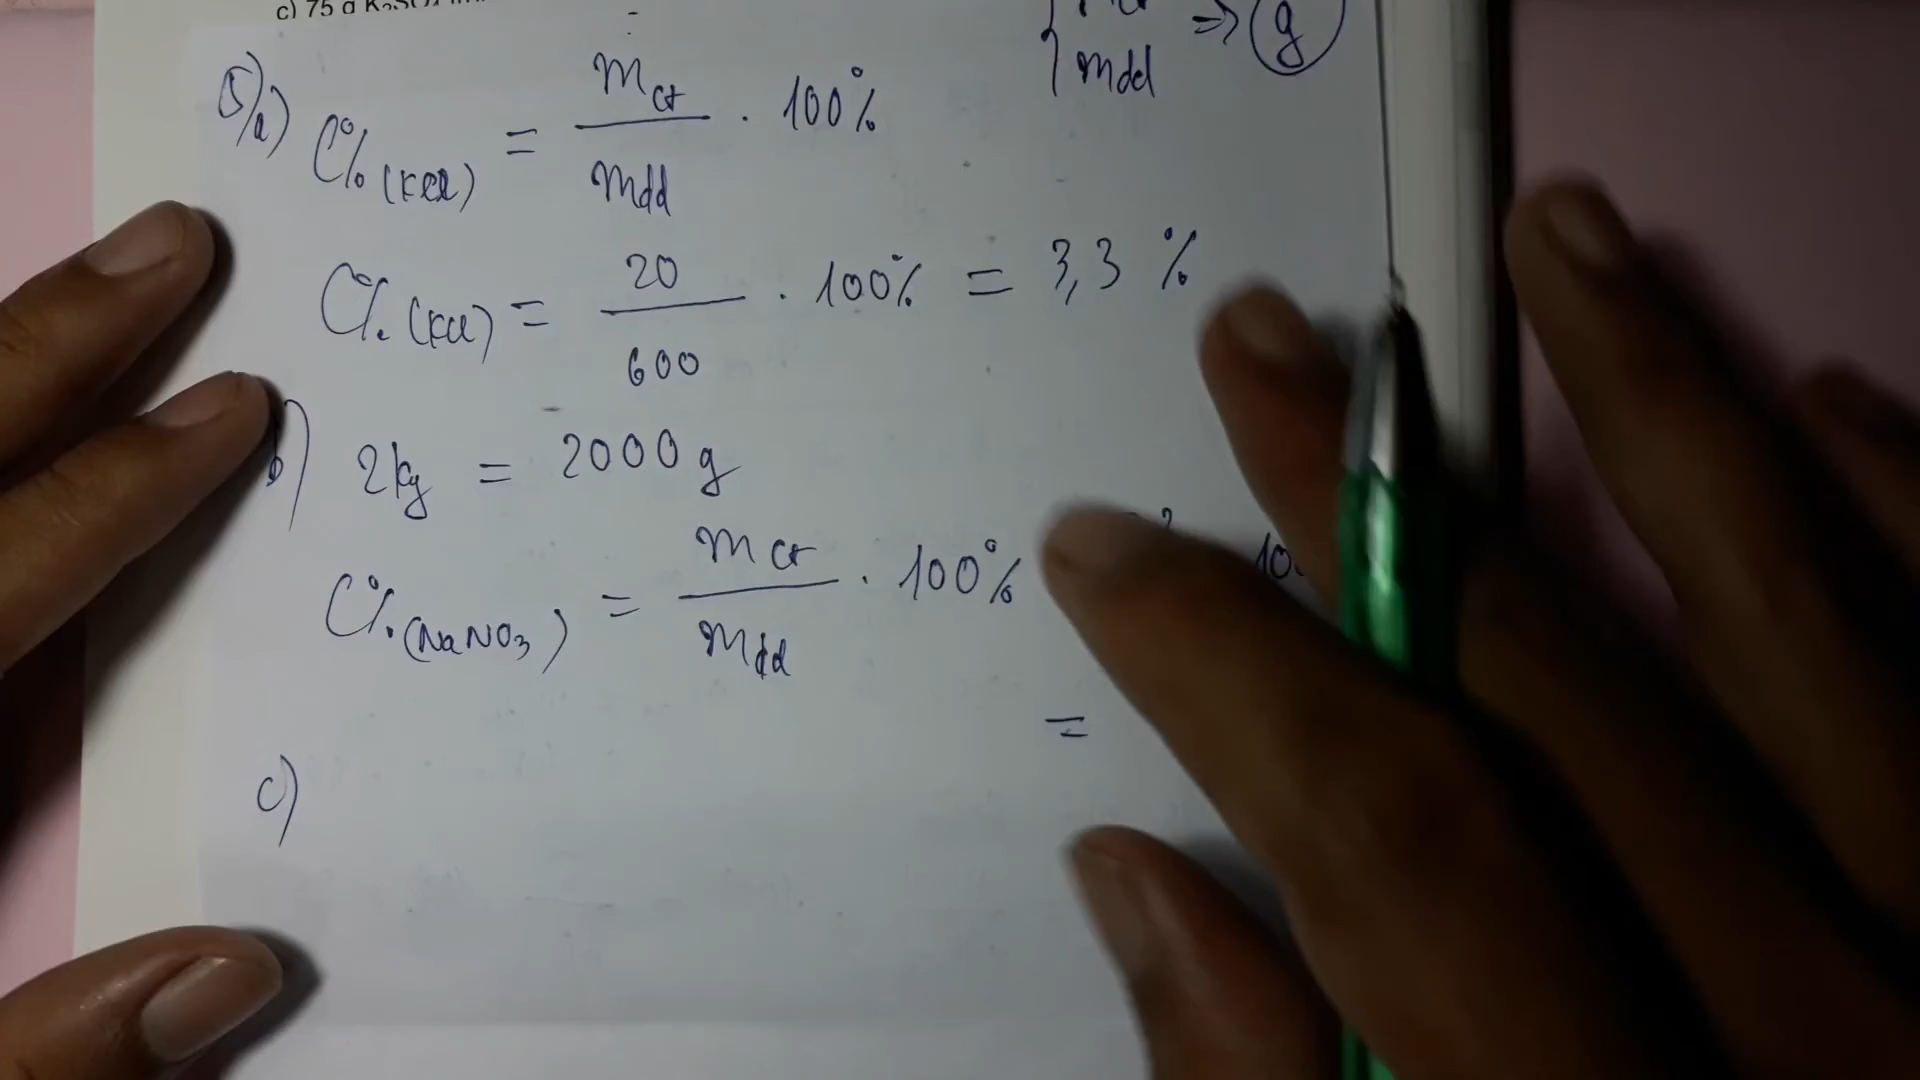 c) 75 g K₂SO₄
mdd ⇒ g
5/a) C%(KCl) = mct / mdd . 100%
C%(KCl) = 20 / 600 . 100% = 3,3 %
b) 2kg = 2000 g
C%(NaNO₃) = mct / mdd . 100%
=
c)